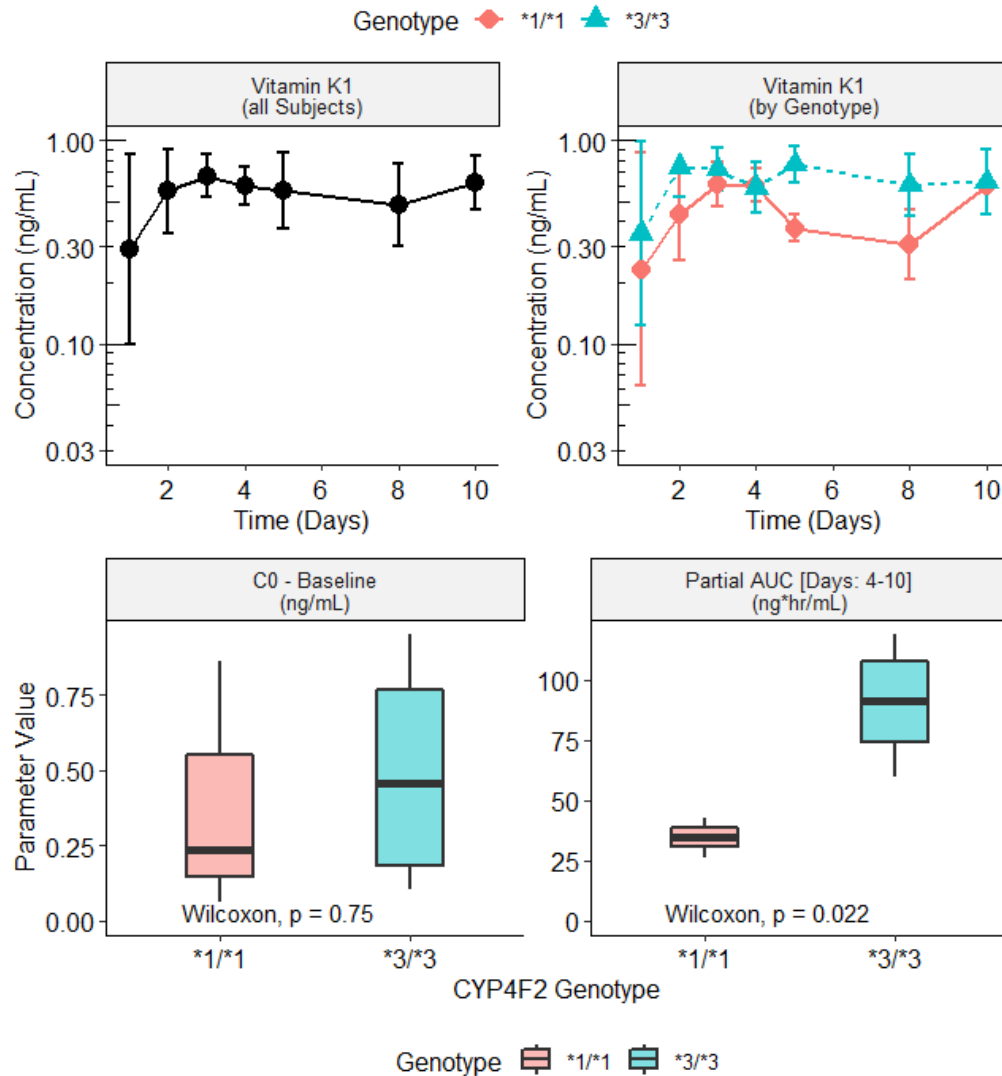 Genotype *1/*1 *3/*3
Vitamin K1
(all Subjects)
Vitamin K1
(by Genotype)
Concentration (ng/mL)
1.00
0.30
0.10
0.03
2 4 6 8 10
Time (Days)
Concentration (ng/mL)
1.00
0.30
0.10
0.03
2 4 6 8 10
Time (Days)
C0 - Baseline
(ng/mL)
Partial AUC [Days: 4-10]
(ng*hr/mL)
Parameter Value
0.75
0.50
0.25
0.00
Wilcoxon, p = 0.75
*1/*1 *3/*3
100
75
50
25
0
Wilcoxon, p = 0.022
*1/*1 *3/*3
CYP4F2 Genotype
Genotype *1/*1 *3/*3